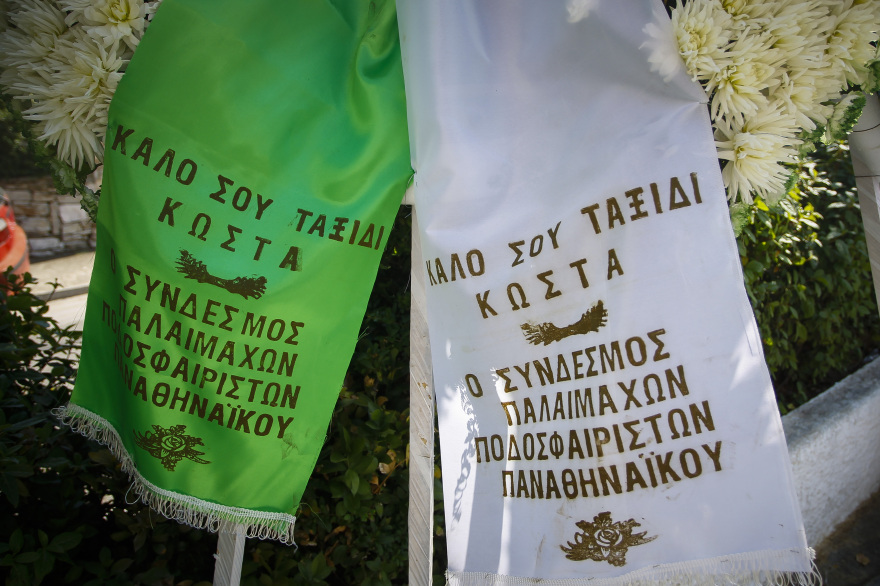 ΚΑΛΟ ΣΟΥ ΤΑΞΙΔΙ
ΚΩΣΤΑ
Ο ΣΥΝΔΕΣΜΟΣ
ΠΑΛΑΙΜΑΧΩΝ
ΠΟΔΟΣΦΑΙΡΙΣΤΩΝ
ΠΑΝΑΘΗΝΑΪΚΟΥ
ΚΑΛΟ ΣΟΥ ΤΑΞΙΔΙ
ΚΩΣΤΑ
Ο ΣΥΝΔΕΣΜΟΣ
ΠΑΛΑΙΜΑΧΩΝ
ΠΟΔΟΣΦΑΙΡΙΣΤΩΝ
ΠΑΝΑΘΗΝΑΪΚΟΥ